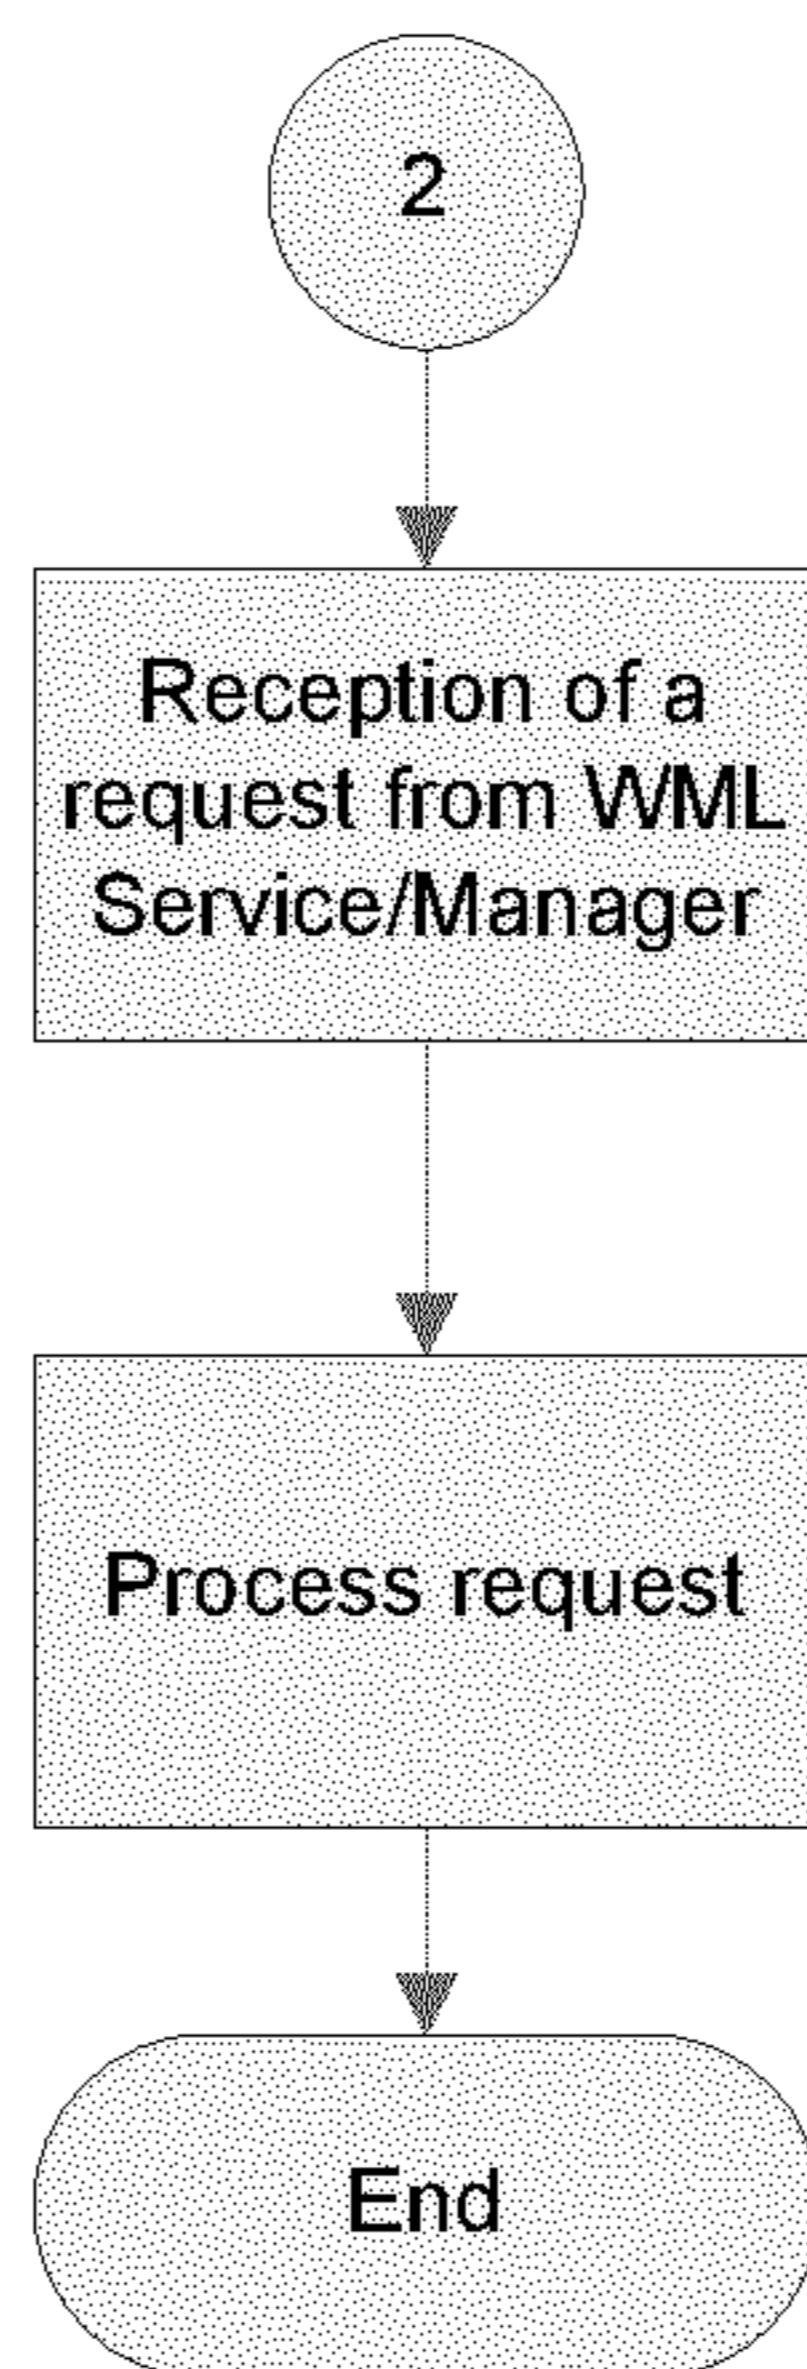 2
Reception of a
request from WML
Service/Manager
Process request
End